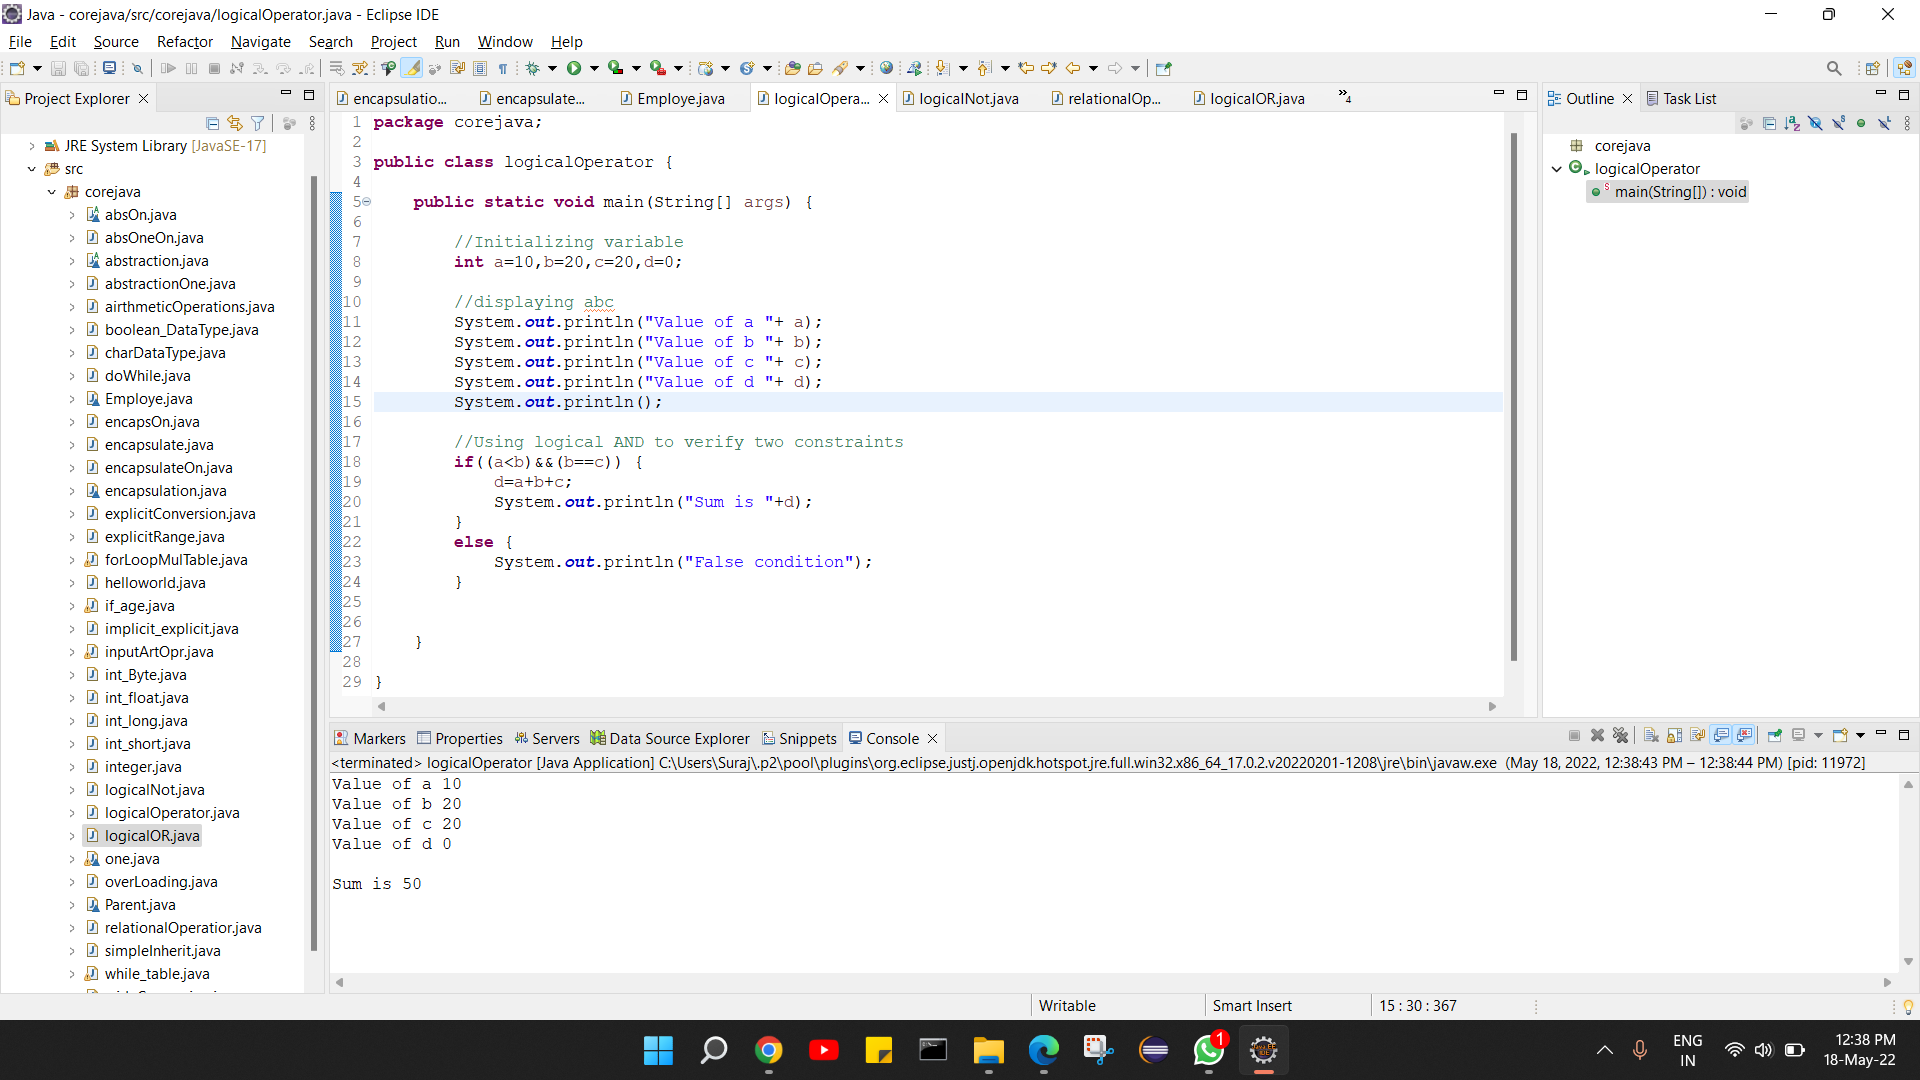 Java - corejava/src/corejava/logicalOperator.java - Eclipse IDE
File Edit Source Refactor Navigate Search Project Run Window Help
Project Explorer
JRE System Library [JavaSE-17]
src
corejava
absOn.java
absOneOn.java
abstraction.java
abstractionOne.java
airthmeticOperations.java
boolean_DataType.java
charDataType.java
doWhile.java
Employe.java
encapsOn.java
encapsulate.java
encapsulateOn.java
encapsulation.java
explicitConversion.java
explicitRange.java
forLoopMulTable.java
helloworld.java
if_age.java
implicit_explicit.java
inputArtOpr.java
int_Byte.java
int_float.java
int_long.java
int_short.java
integer.java
logicalNot.java
logicalOperator.java
logicalOR.java
one.java
overLoading.java
Parent.java
relationalOperatior.java
simpleInherit.java
while_table.java
encapsulatio... encapsulate... Employe.java logicalOpera... logicalNot.java relationalOp... logicalOR.java »4
1 package corejava;
2
3 public class logicalOperator {
4
5 public static void main(String[] args) {
6
7 //Initializing variable
8 int a=10,b=20,c=20,d=0;
9
10 //displaying abc
11 System.out.println("Value of a "+ a);
12 System.out.println("Value of b "+ b);
13 System.out.println("Value of c "+ c);
14 System.out.println("Value of d "+ d);
15 System.out.println();
16
17 //Using logical AND to verify two constraints
18 if((a<b)&&(b==c)) {
19 d=a+b+c;
20 System.out.println("Sum is "+d);
21 }
22 else {
23 System.out.println("False condition");
24 }
25
26
27 }
28
29 }
Outline Task List
corejava
logicalOperator
main(String[]) : void
Markers Properties Servers Data Source Explorer Snippets Console
<terminated> logicalOperator [Java Application] C:\Users\Suraj\.p2\pool\plugins\org.eclipse.justj.openjdk.hotspot.jre.full.win32.x86_64_17.0.2.v20220201-1208\jre\bin\javaw.exe (May 18, 2022, 12:38:43 PM – 12:38:44 PM) [pid: 11972]
Value of a 10
Value of b 20
Value of c 20
Value of d 0
Sum is 50
Writable Smart Insert 15 : 30 : 367
1
ENG
IN
12:38 PM
18-May-22